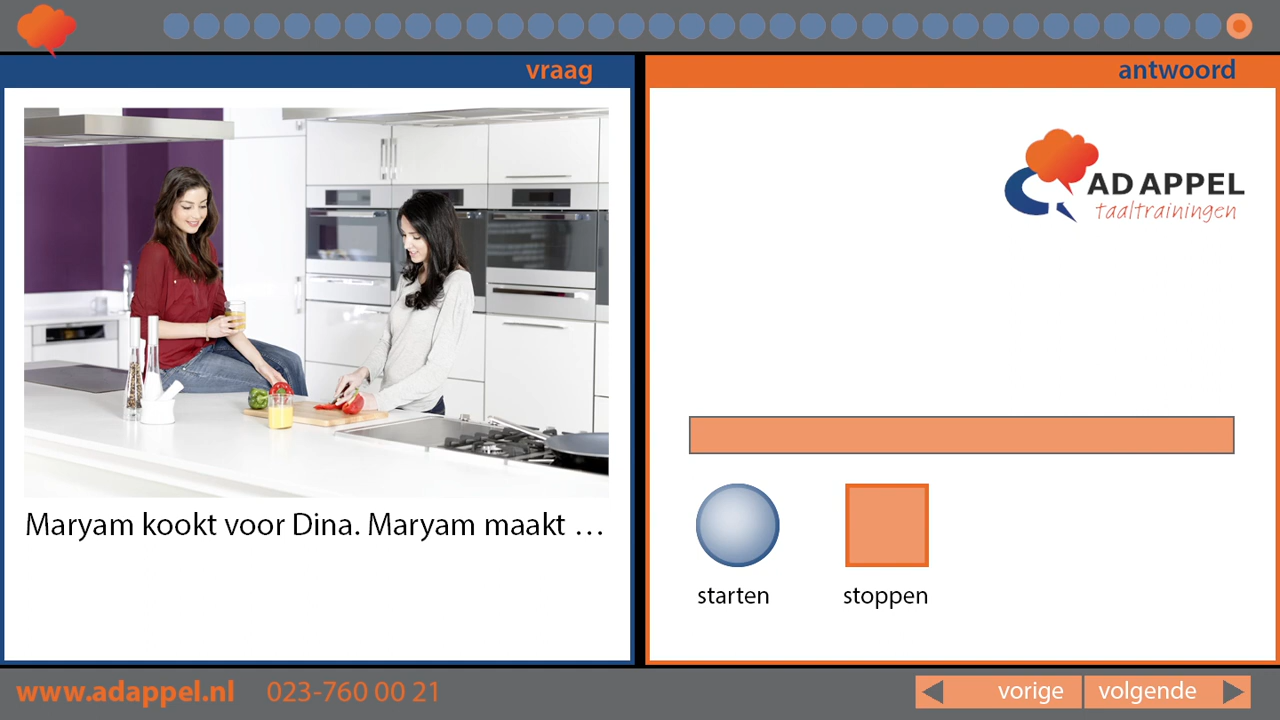 vraag
antwoord
AD APPEL
taaltrainingen
Maryam kookt voor Dina. Maryam maakt …
starten
stoppen
www.adappel.nl 023-760 00 21
vorige
volgende